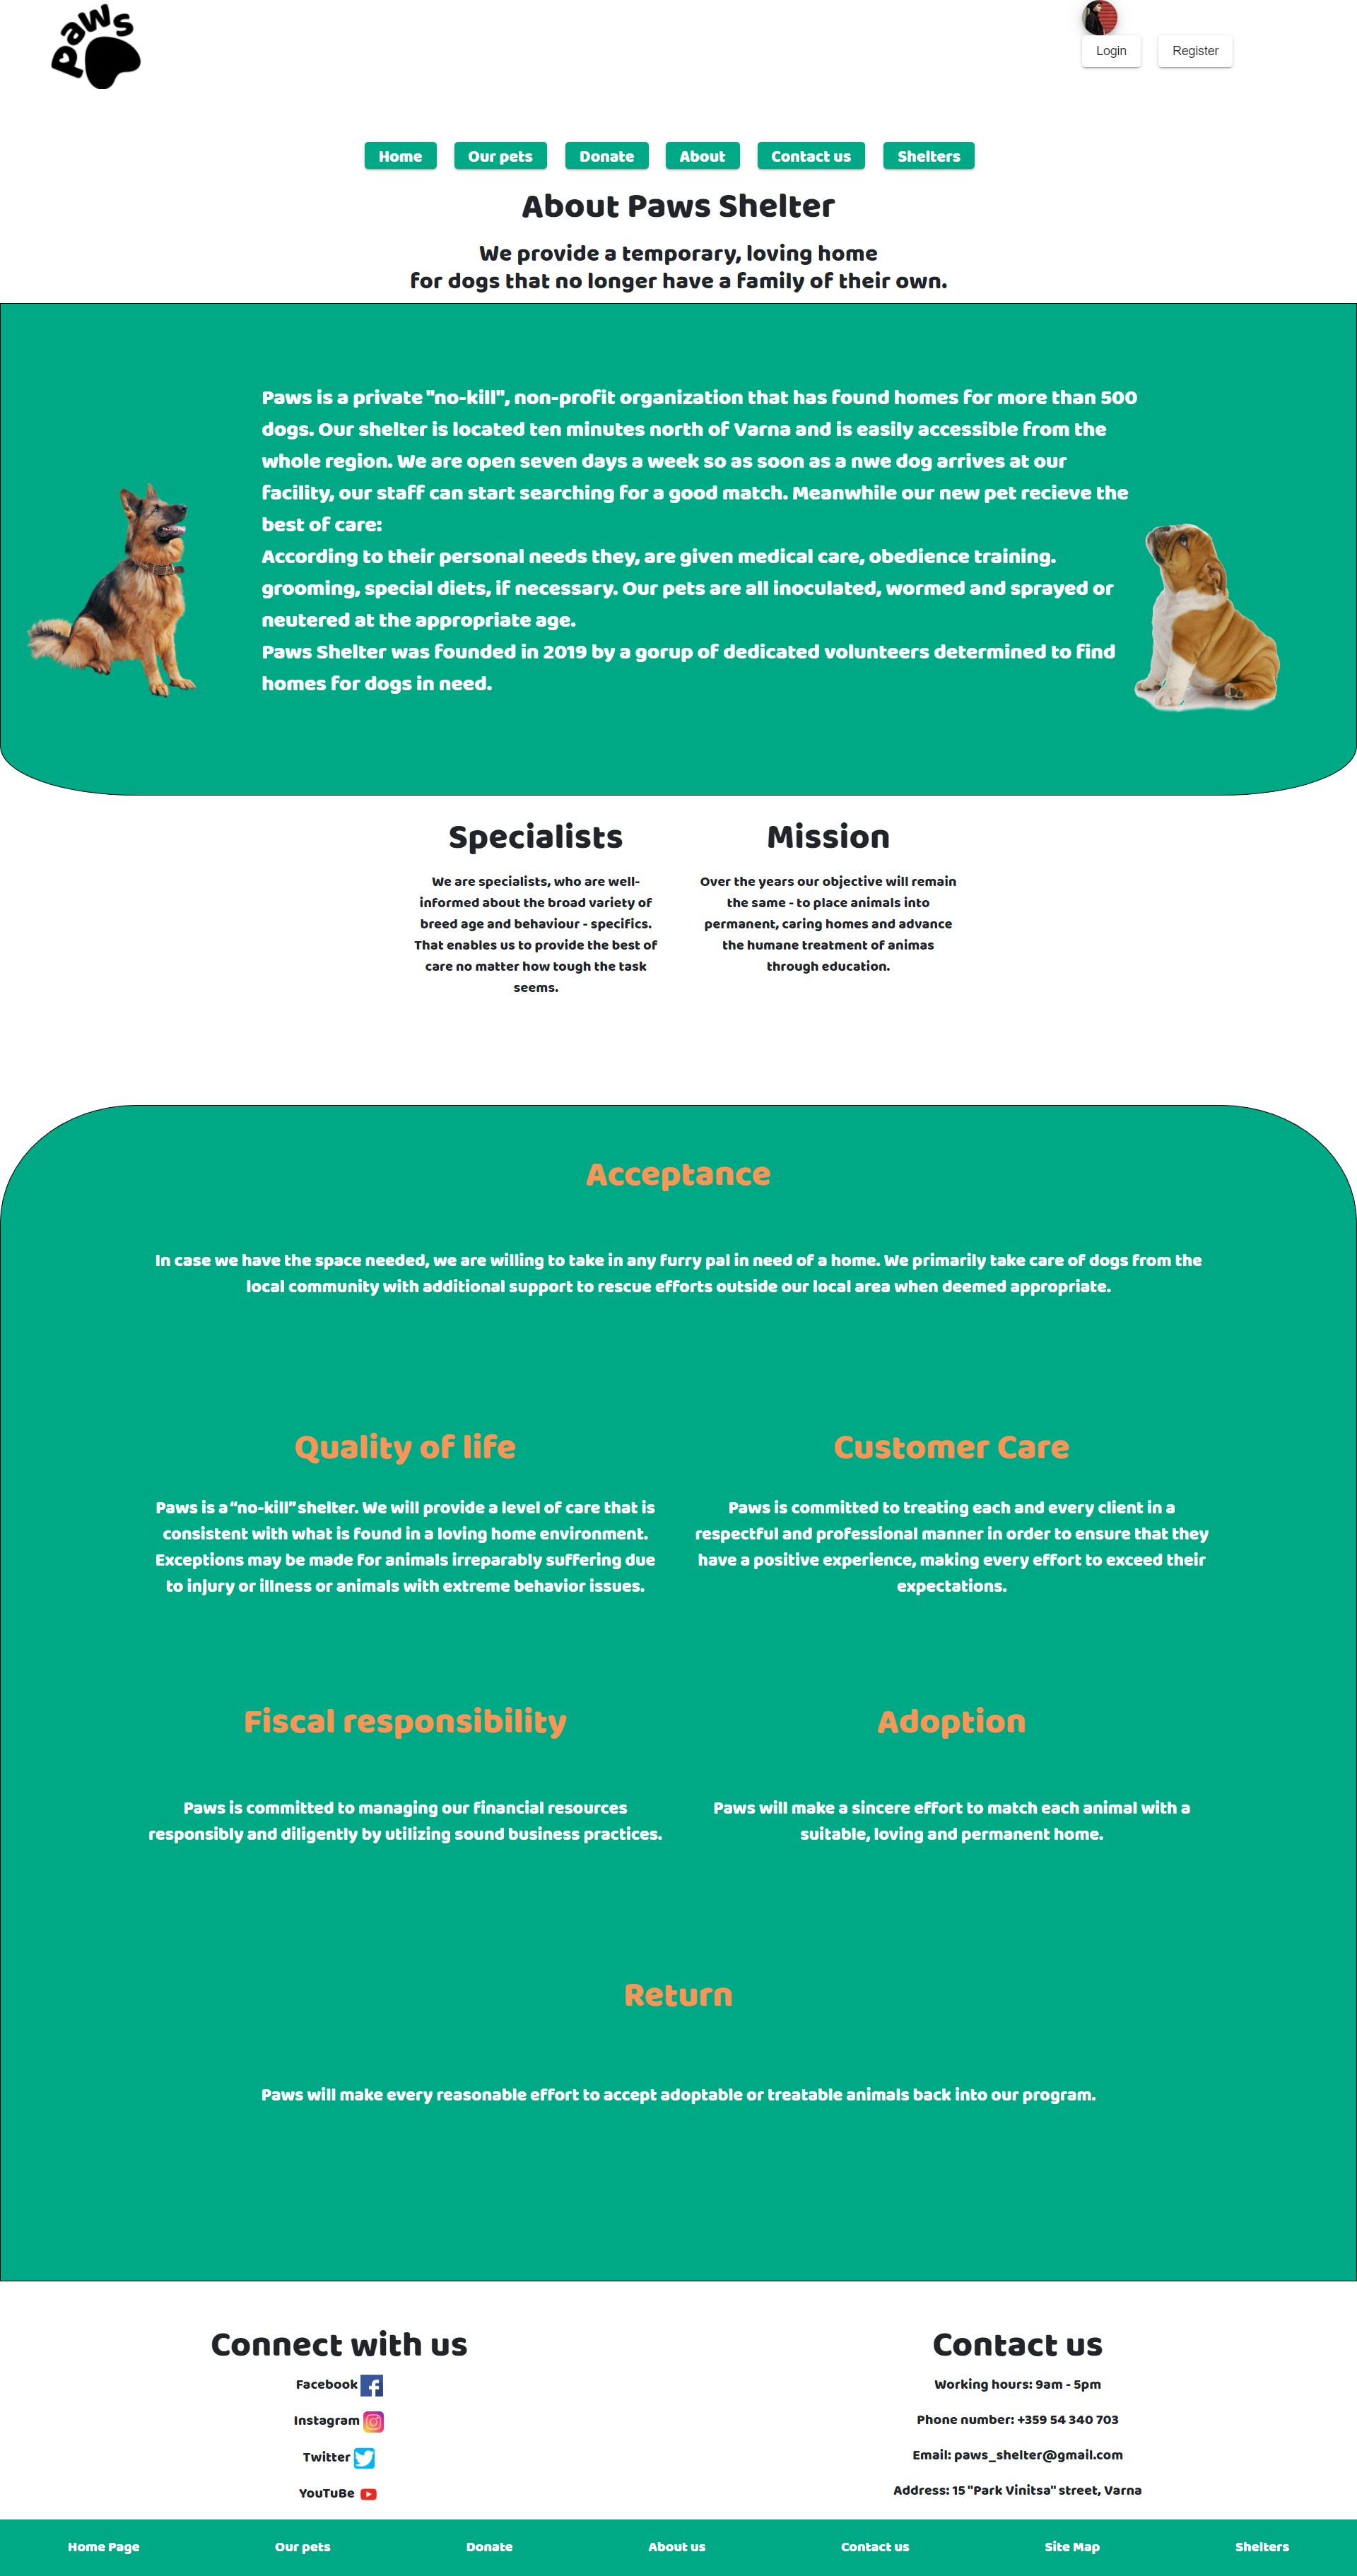 Paws
Login
Register
Home
Our pets
Donate
About
Contact us
Shelters
About Paws Shelter
We provide a temporary, loving home
for dogs that no longer have a family of their own.
Paws is a private "no-kill", non-profit organization that has found homes for more than 500
dogs. Our shelter is located ten minutes north of Varna and is easily accessible from the
whole region. We are open seven days a week so as soon as a nwe dog arrives at our
facility, our staff can start searching for a good match. Meanwhile our new pet recieve the
best of care:
According to their personal needs they, are given medical care, obedience training.
grooming, special diets, if necessary. Our pets are all inoculated, wormed and sprayed or
neutered at the appropriate age.
Paws Shelter was founded in 2019 by a gorup of dedicated volunteers determined to find
homes for dogs in need.
Specialists
We are specialists, who are well-
informed about the broad variety of
breed age and behaviour - specifics.
That enables us to provide the best of
care no matter how tough the task
seems.
Mission
Over the years our objective will remain
the same - to place animals into
permanent, caring homes and advance
the humane treatment of animas
through education.
Acceptance
In case we have the space needed, we are willing to take in any furry pal in need of a home. We primarily take care of dogs from the
local community with additional support to rescue efforts outside our local area when deemed appropriate.
Quality of life
Paws is a “no-kill” shelter. We will provide a level of care that is
consistent with what is found in a loving home environment.
Exceptions may be made for animals irreparably suffering due
to injury or illness or animals with extreme behavior issues.
Customer Care
Paws is committed to treating each and every client in a
respectful and professional manner in order to ensure that they
have a positive experience, making every effort to exceed their
expectations.
Fiscal responsibility
Paws is committed to managing our financial resources
responsibly and diligently by utilizing sound business practices.
Adoption
Paws will make a sincere effort to match each animal with a
suitable, loving and permanent home.
Return
Paws will make every reasonable effort to accept adoptable or treatable animals back into our program.
Connect with us
Facebook
Instagram
Twitter
YouTuBe
Contact us
Working hours: 9am - 5pm
Phone number: +359 54 340 703
Email: paws_shelter@gmail.com
Address: 15 "Park Vinitsa" street, Varna
Home Page
Our pets
Donate
About us
Contact us
Site Map
Shelters